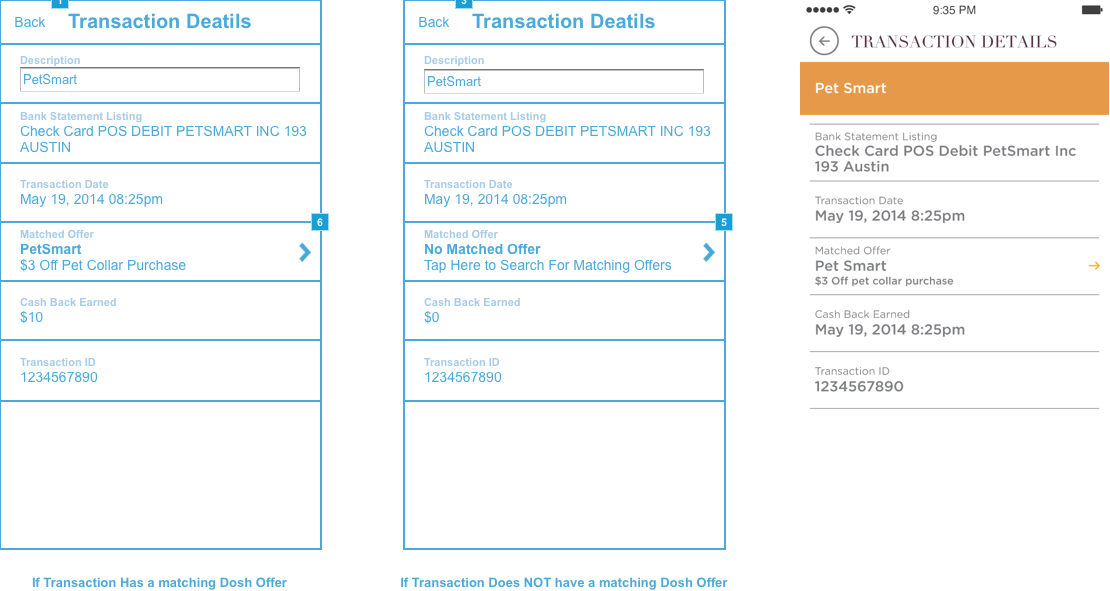 1
Back
Transaction Deatils
Description
PetSmart
Bank Statement Listing
Check Card POS DEBIT PETSMART INC 193
AUSTIN
Transaction Date
May 19, 2014 08:25pm
6
Matched Offer
PetSmart
$3 Off Pet Collar Purchase
Cash Back Earned
$10
Transaction ID
1234567890
If Transaction Has a matching Dosh Offer
3
Back
Transaction Deatils
Description
PetSmart
Bank Statement Listing
Check Card POS DEBIT PETSMART INC 193
AUSTIN
Transaction Date
May 19, 2014 08:25pm
5
Matched Offer
No Matched Offer
Tap Here to Search For Matching Offers
Cash Back Earned
$0
Transaction ID
1234567890
If Transaction Does NOT have a matching Dosh Offer
9:35 PM
TRANSACTION DETAILS
Pet Smart
Bank Statement Listing
Check Card POS Debit PetSmart Inc
193 Austin
Transaction Date
May 19, 2014 8:25pm
Matched Offer
Pet Smart
$3 Off pet collar purchase
Cash Back Earned
May 19, 2014 8:25pm
Transaction ID
1234567890